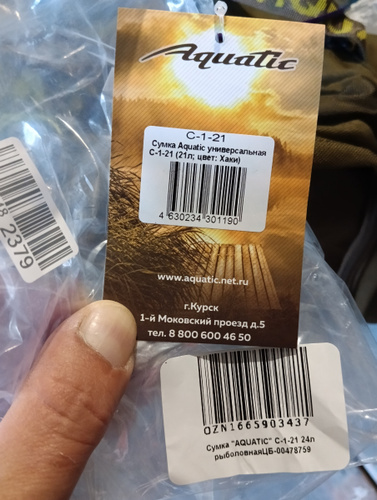 Aquatic
С-1-21
Сумка Aquatic универсальная
С-1-21 (21л; цвет: Хаки)
4 630234 301190
www.aquatic.net.ru
г.Курск
1-й Моковский проезд д.5
тел. 8 800 600 46 50
2379
OZN1665903437
Сумка "AQUATIC" С-1-21 24л
рыболовнаяЦБ-00478759